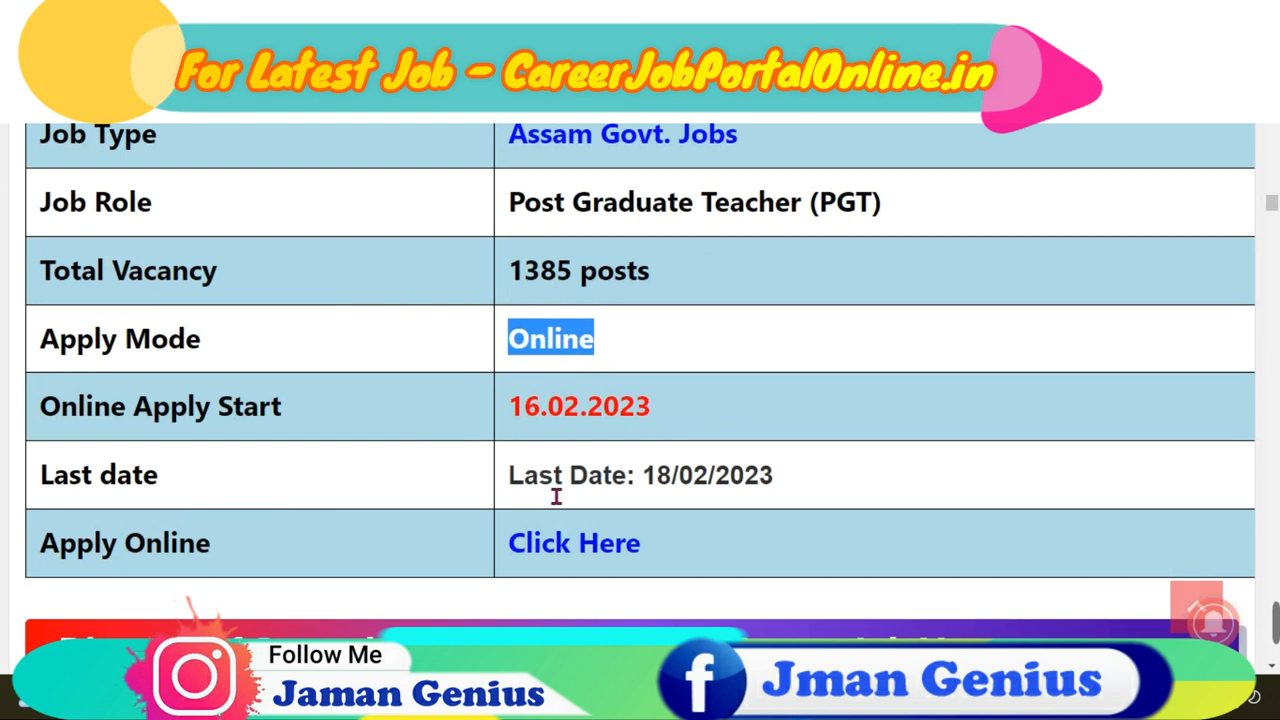 For Latest Job - CareerJobPortalOnline.in
Job Type Assam Govt. Jobs
Job Role Post Graduate Teacher (PGT)
Total Vacancy 1385 posts
Apply Mode Online
Online Apply Start 16.02.2023
Last date Last Date: 18/02/2023
Apply Online Click Here
Follow Me
Jaman Genius
f Jman Genius